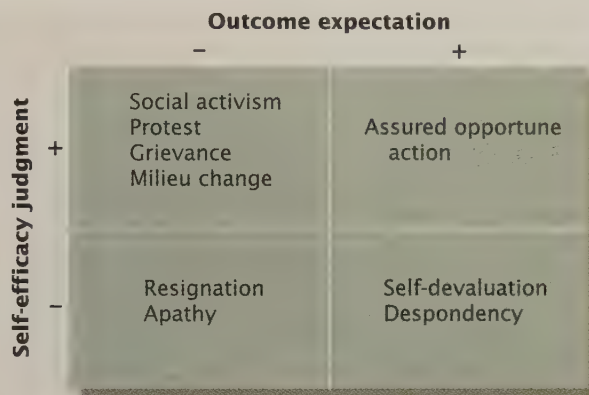 Outcome expectation
– +
Self-efficacy judgment
+
Social activism
Protest
Grievance
Milieu change
Assured opportune
action
–
Resignation
Apathy
Self-devaluation
Despondency